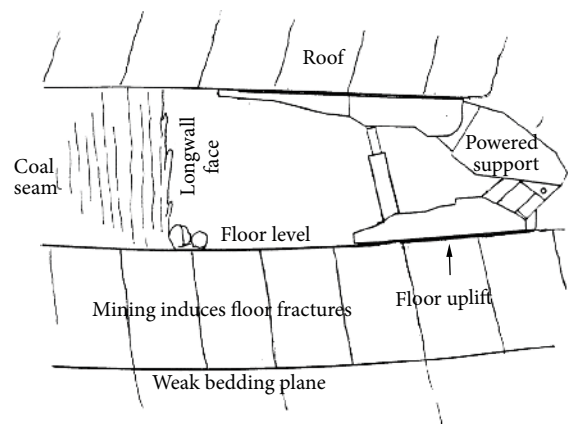 Roof
Powered
support
Coal
seam
Longwall
face
Floor level
Mining induces floor fractures
Floor uplift
Weak bedding plane